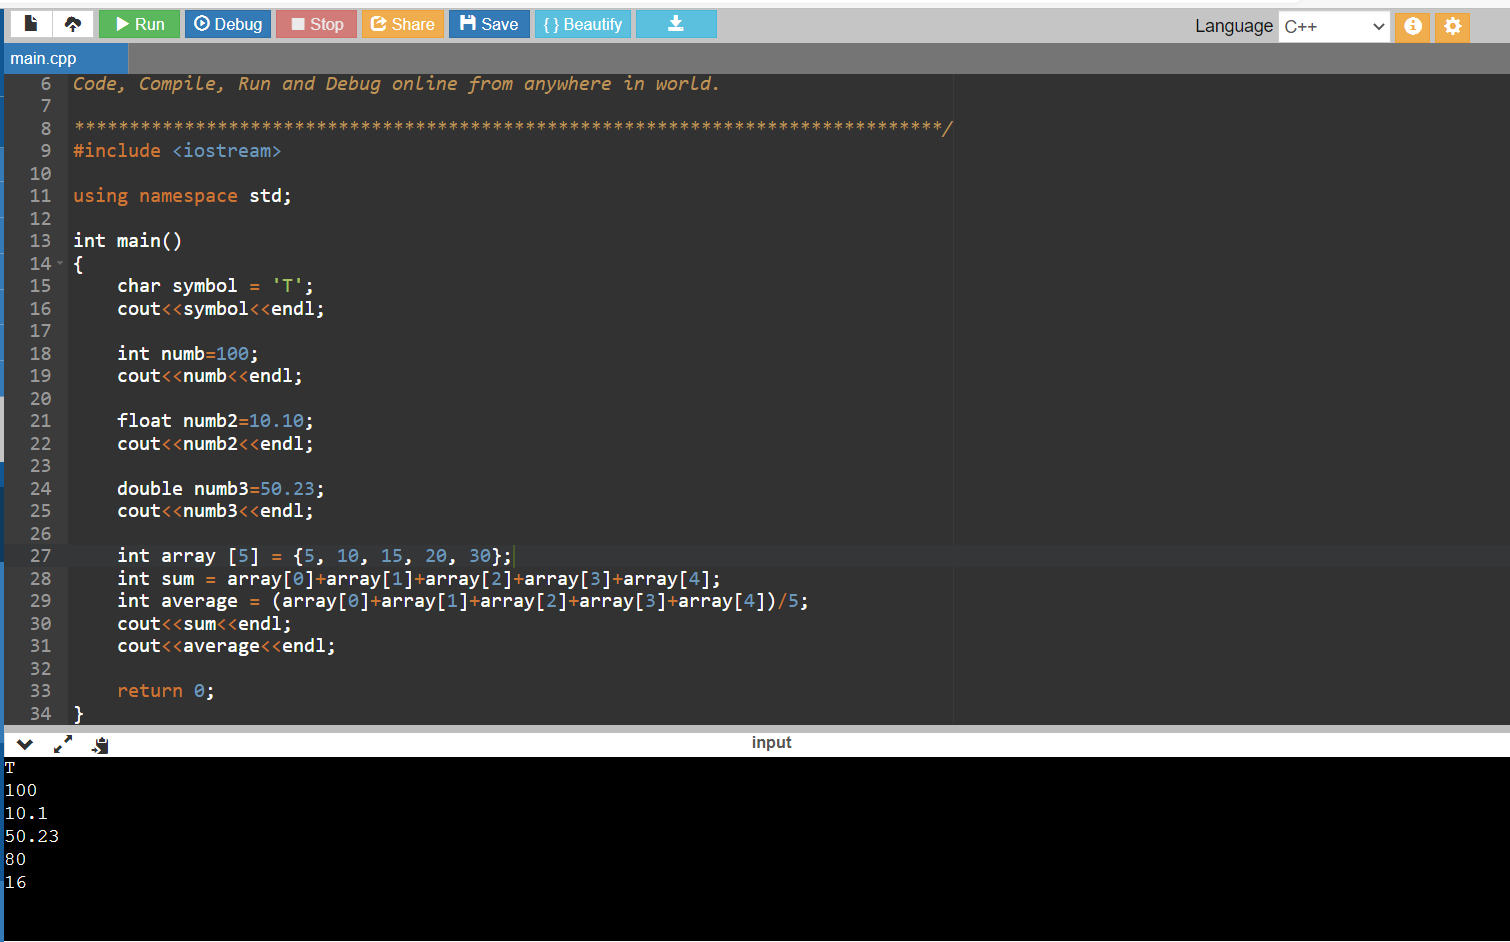 Run Debug Stop Share Save { } Beautify Language C++
main.cpp
6 Code, Compile, Run and Debug online from anywhere in world.
7
8 *******************************************************************************/
9 #include <iostream>
10
11 using namespace std;
12
13 int main()
14 {
15     char symbol = 'T';
16     cout<<symbol<<endl;
17
18     int numb=100;
19     cout<<numb<<endl;
20
21     float numb2=10.10;
22     cout<<numb2<<endl;
23
24     double numb3=50.23;
25     cout<<numb3<<endl;
26
27     int array [5] = {5, 10, 15, 20, 30};
28     int sum = array[0]+array[1]+array[2]+array[3]+array[4];
29     int average = (array[0]+array[1]+array[2]+array[3]+array[4])/5;
30     cout<<sum<<endl;
31     cout<<average<<endl;
32
33     return 0;
34 }
input
T
100
10.1
50.23
80
16